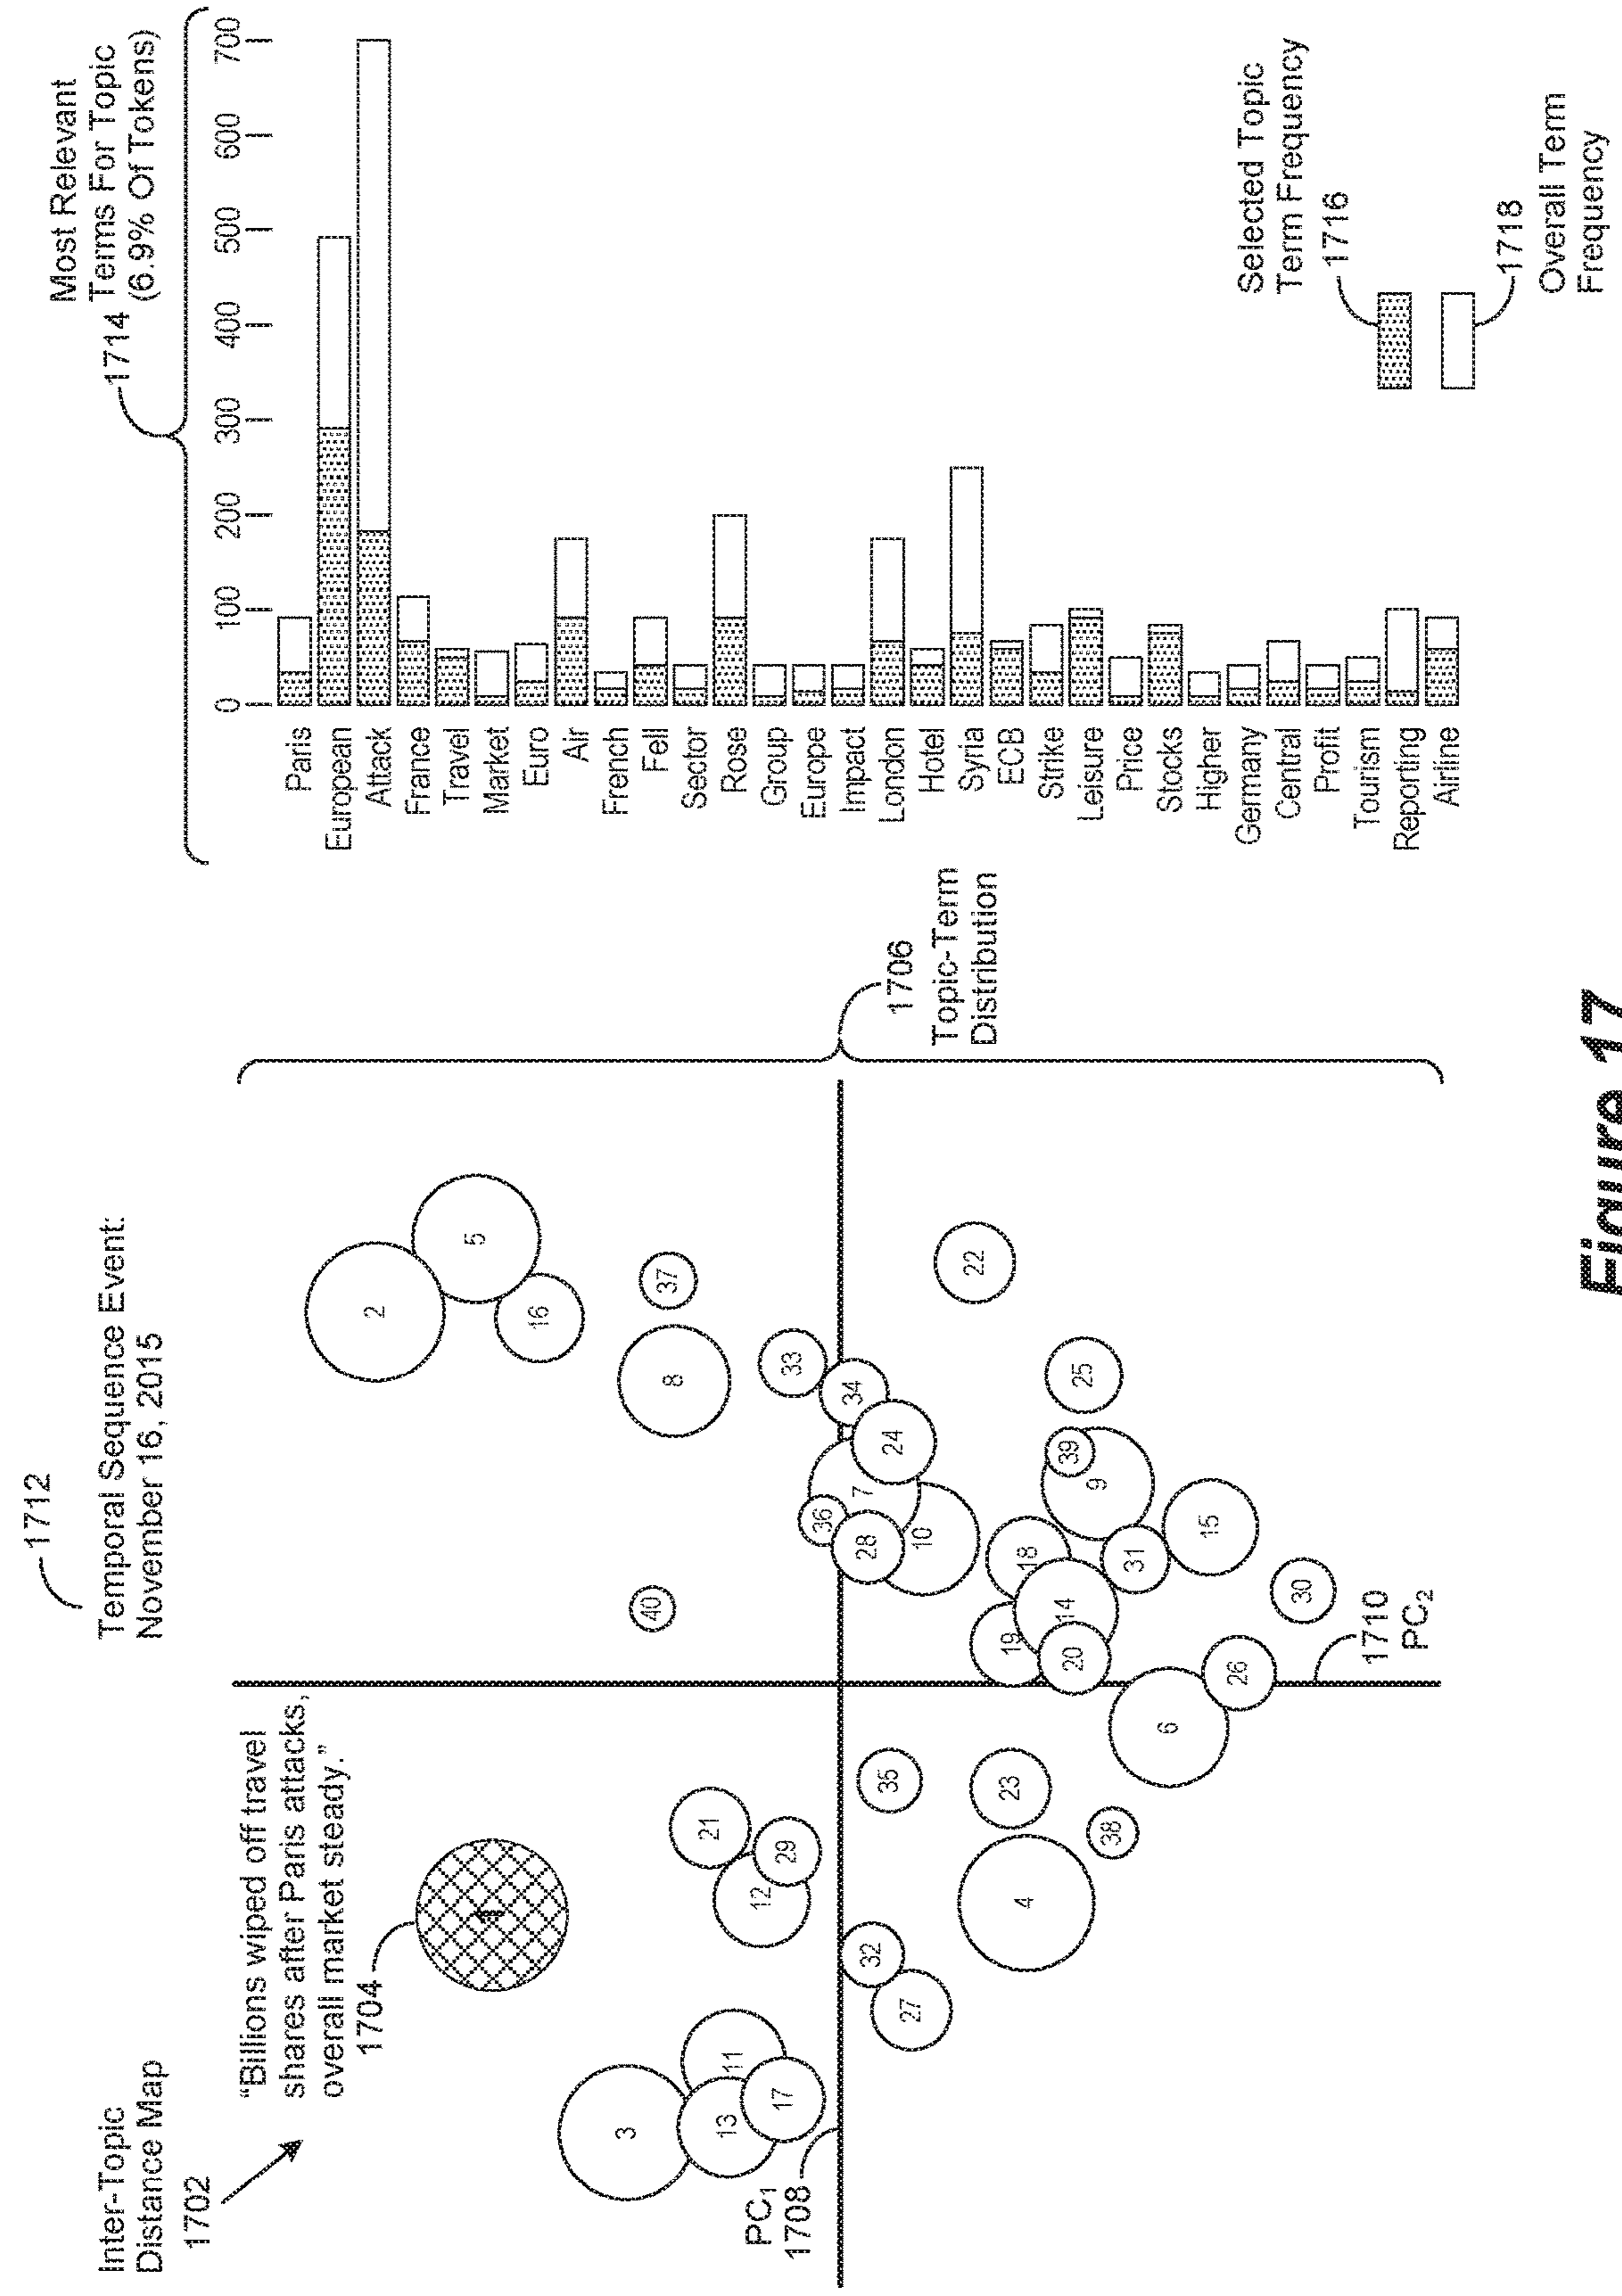 1712
Temporal Sequence Event:
November 16, 2015
Inter-Topic
Distance Map
1702
"Billions wiped off travel
shares after Paris attacks,
overall market steady."
1704
1
2
3
4
5
6
7
8
9
10
11
12
13
14
15
16
17
18
19
20
21
22
23
24
25
26
27
28
29
30
31
32
33
34
35
36
37
38
39
40
PC1
1708
1710
PC2
1706
Topic-Term
Distribution
Most Relevant
Terms For Topic
(6.9% Of Tokens)
1714
0 100 200 300 400 500 600 700
Paris
European
Attack
France
Travel
Market
Euro
Air
French
Fell
Sector
Rose
Group
Europe
Impact
London
Hotel
Syria
ECB
Strike
Leisure
Price
Stocks
Higher
Germany
Central
Profit
Tourism
Reporting
Airline
Selected Topic
Term Frequency
1716
1718
Overall Term
Frequency
Figure 17